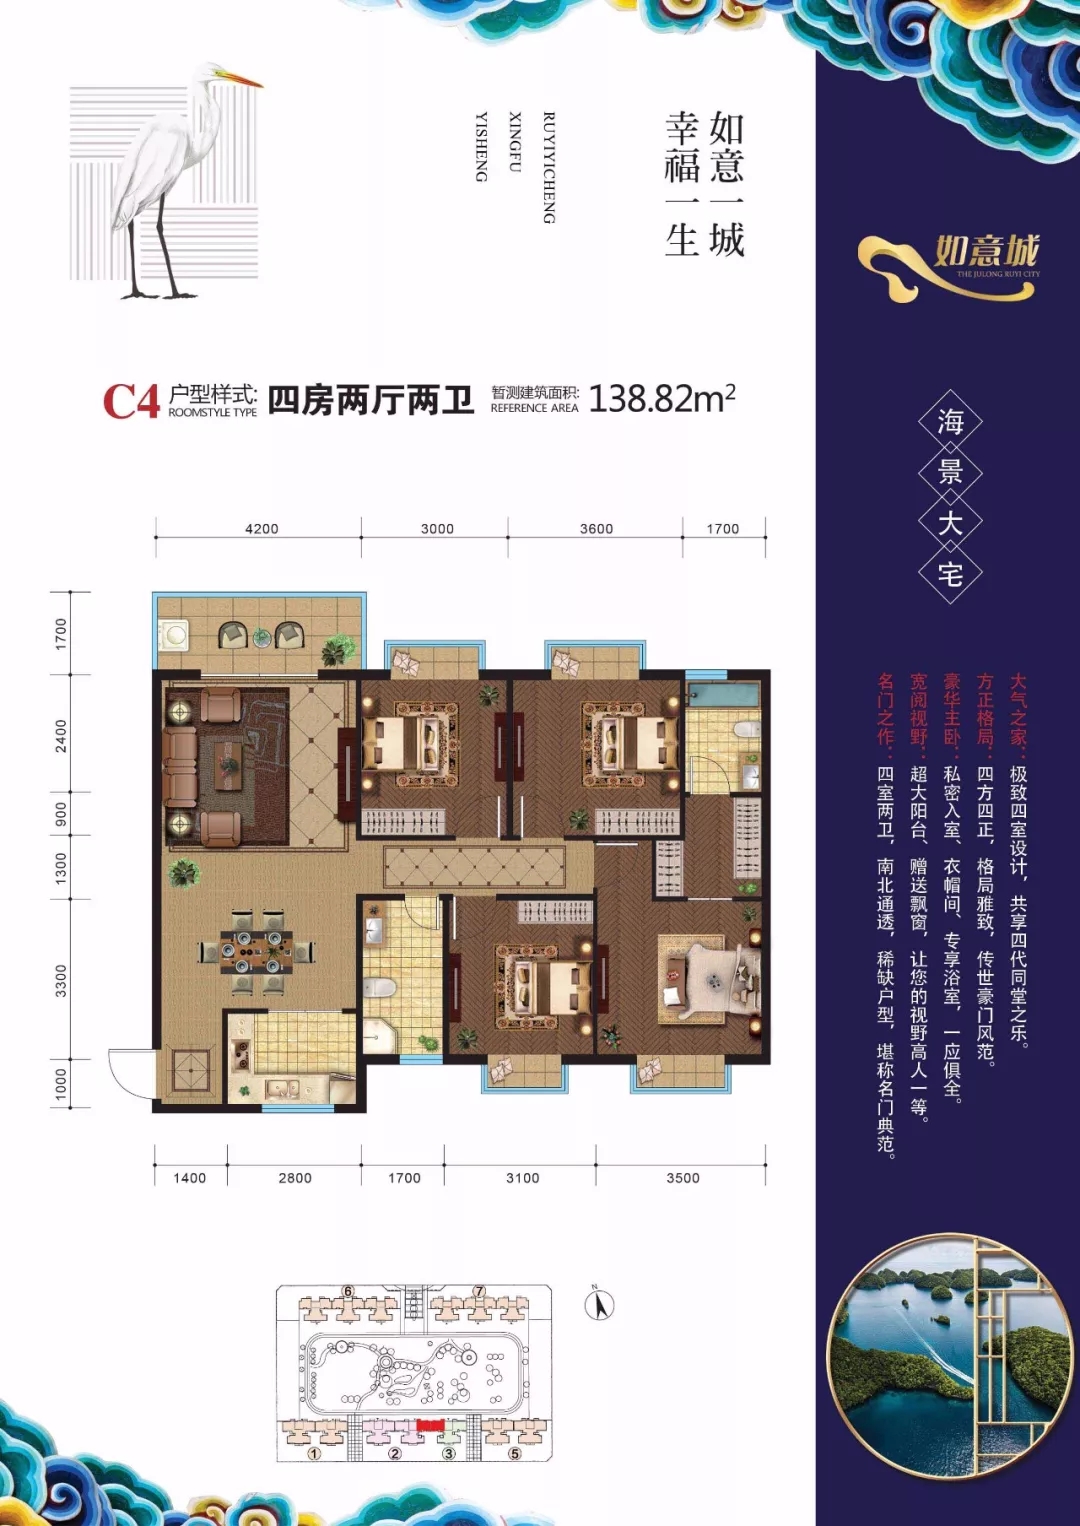 如意一城
幸福一生
RUYIYICHENG
XINGFU
YISHENG
如意城
THE JULONG RUYI CITY
C4 户型样式: 四房两厅两卫 暂测建筑面积: 138.82m²
ROOMSTYLE TYPE REFERENCE AREA
海景大宅
大气之家：极致四室设计，共享四代同堂之乐。
方正格局：四方四正，格局雅致，传世豪门风范。
豪华主卧：私密入室、衣帽间、专享浴室，一应俱全。
宽阅视野：超大阳台、赠送飘窗，让您的视野高人一等。
名门之作：四室两卫，南北通透，稀缺户型，堪称名门典范。
4200 3000 3600 1700
1700
2400
900
1300
3300
1000
1400 2800 1700 3100 3500
N
6 7
1 2 3 5